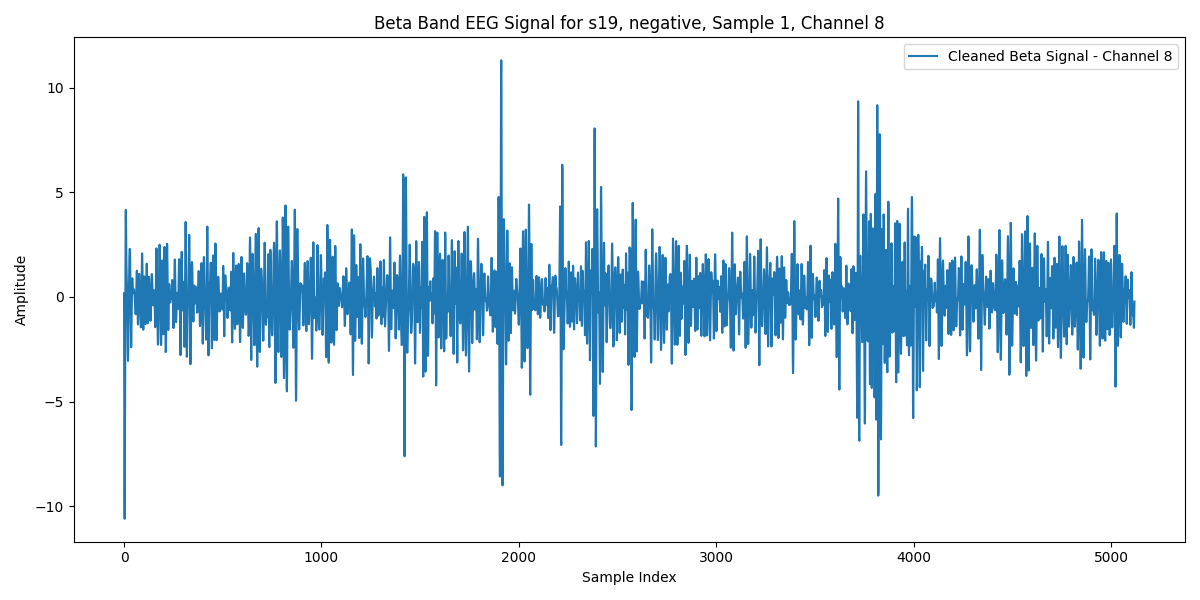 Beta Band EEG Signal for s19, negative, Sample 1, Channel 8
Cleaned Beta Signal - Channel 8
Amplitude
10
5
0
−5
−10
0 1000 2000 3000 4000 5000
Sample Index